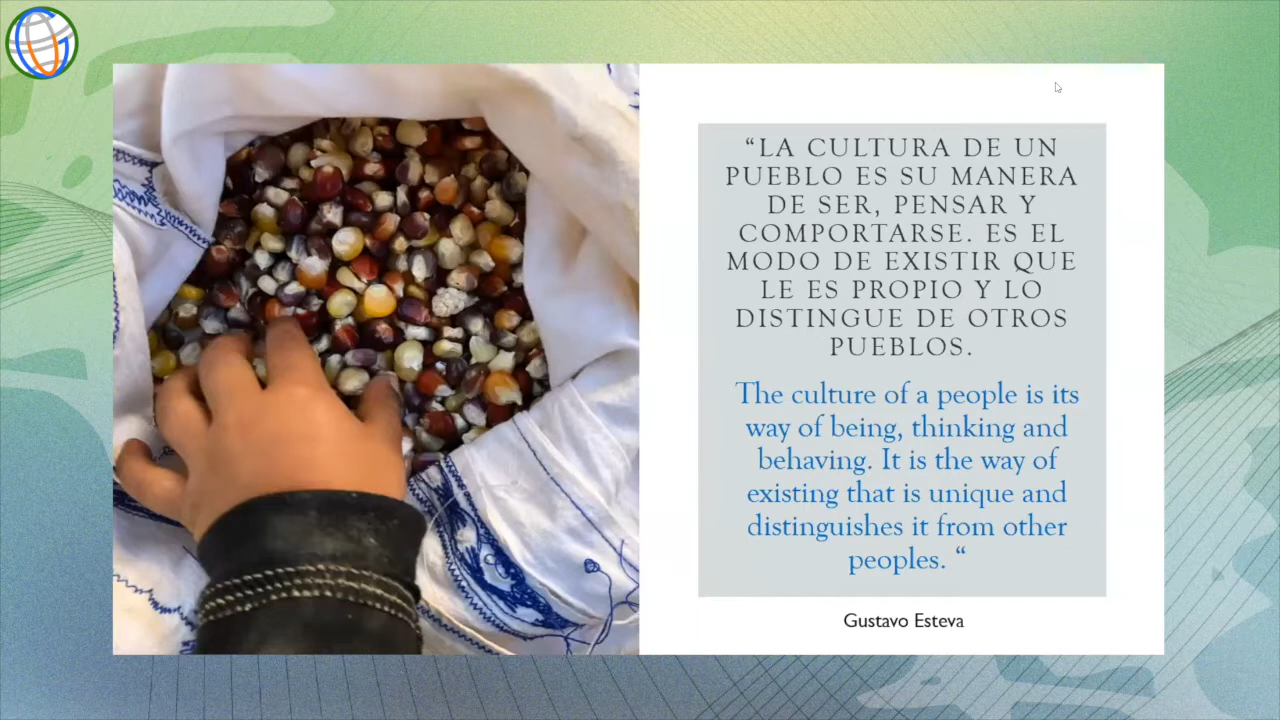 “LA CULTURA DE UN
PUEBLO ES SU MANERA
DE SER, PENSAR Y
COMPORTARSE. ES EL
MODO DE EXISTIR QUE
LE ES PROPIO Y LO
DISTINGUE DE OTROS
PUEBLOS.
The culture of a people is its
way of being, thinking and
behaving. It is the way of
existing that is unique and
distinguishes it from other
peoples. “
Gustavo Esteva